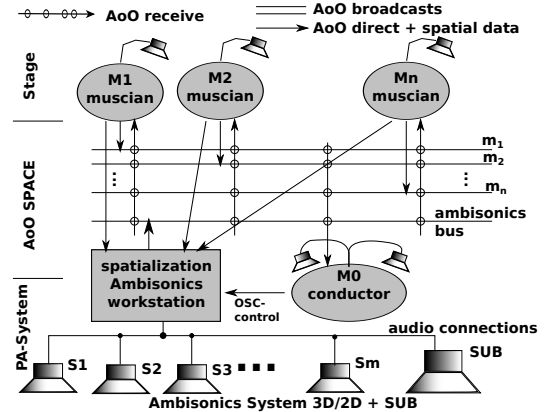 AoO receive
AoO broadcasts
AoO direct + spatial data
Stage
M1
muscian
M2
muscian
Mn
muscian
AoO SPACE
m1
m2
mn
ambisonics
bus
spatialization
Ambisonics
workstation
OSC-
control
M0
conductor
PA-System
audio connections
S1
S2
S3
Sm
SUB
Ambisonics System 3D/2D + SUB